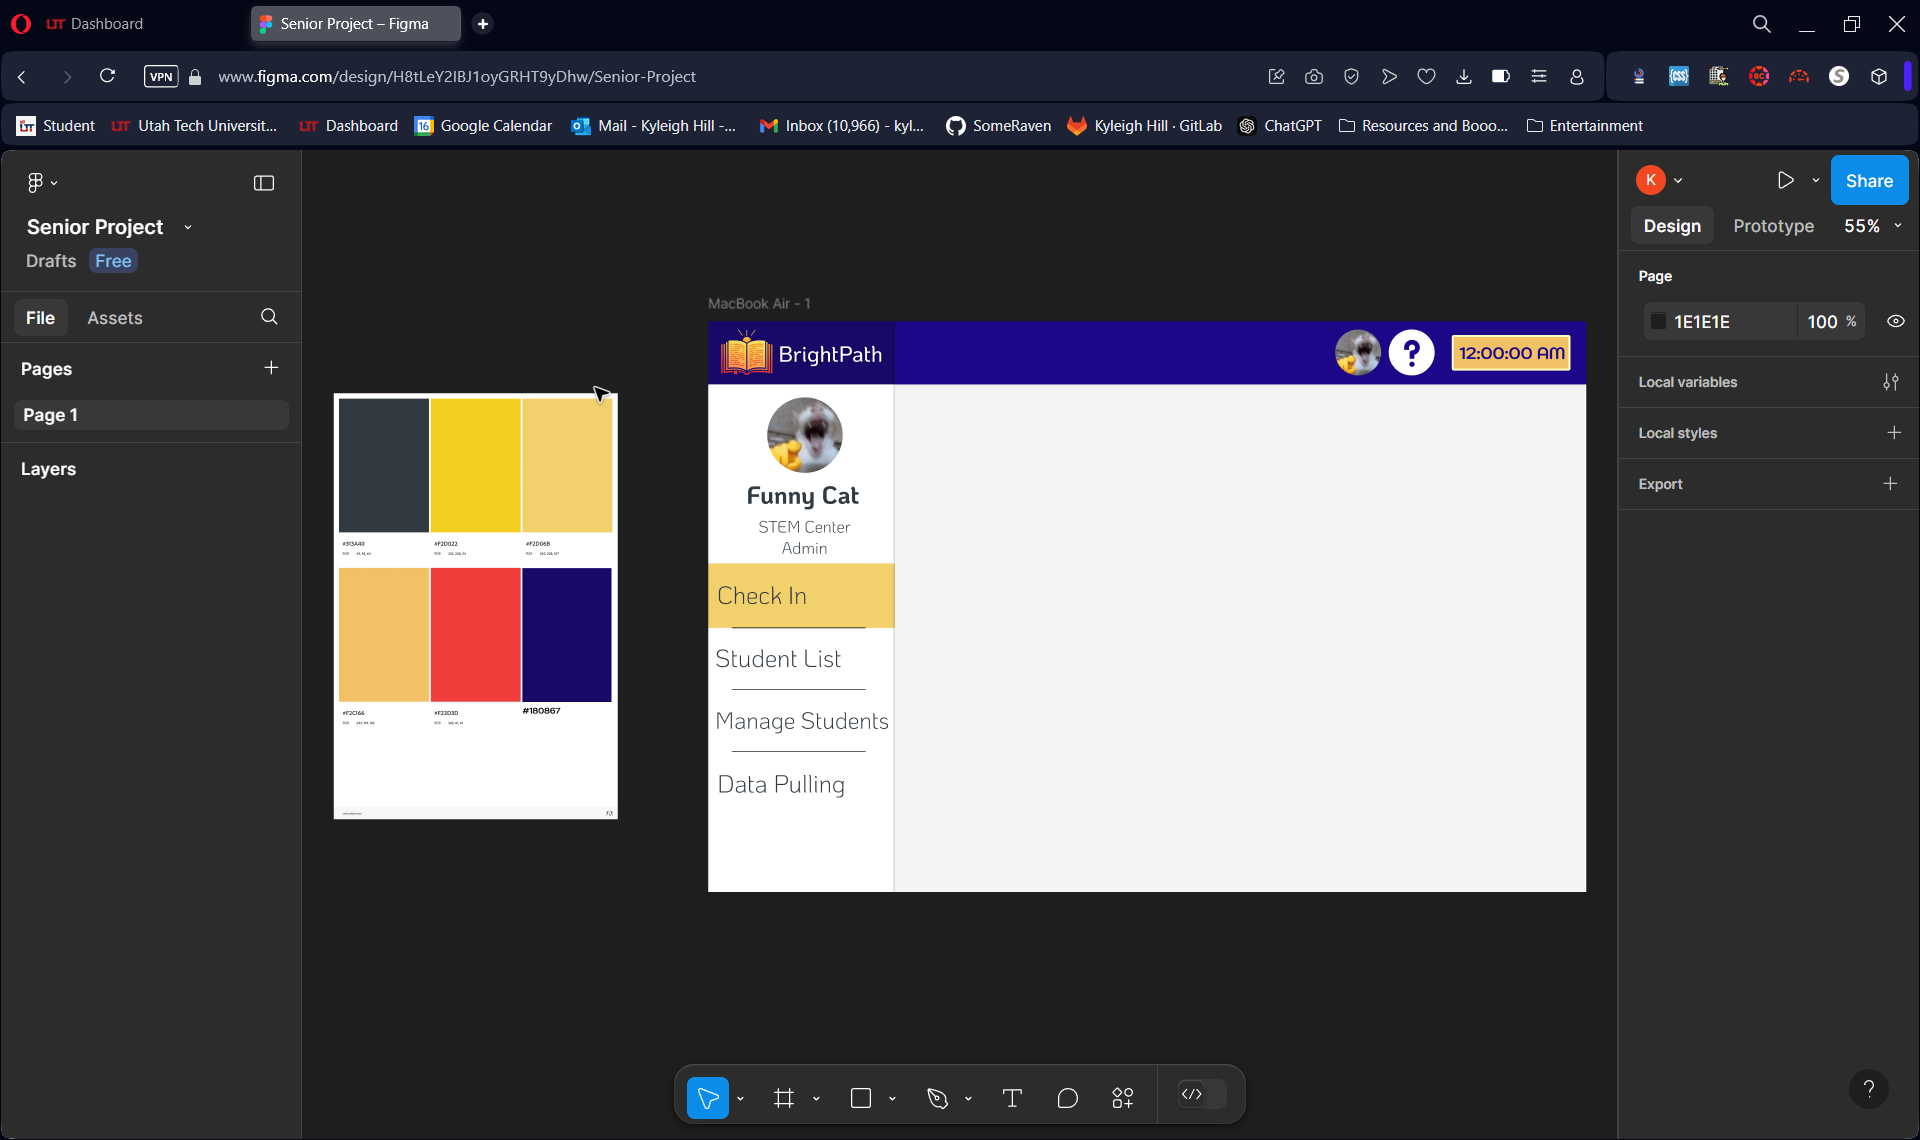 Dashboard
Senior Project – Figma
VPN
www.figma.com/design/H8tLeY2IBJ1oyGRHT9yDhw/Senior-Project
Student
Utah Tech Universit...
Dashboard
16
Google Calendar
Mail - Kyleigh Hill -...
Inbox (10,966) - kyl...
SomeRaven
Kyleigh Hill · GitLab
ChatGPT
Resources and Booo...
Entertainment
Senior Project
Drafts
Free
File
Assets
Pages
Page 1
Layers
#313A40
#F2D022
#F2D06B
#F2C166
#F23D3D
#180867
MacBook Air - 1
BrightPath
?
12:00:00 AM
Funny Cat
STEM Center
Admin
Check In
Student List
Manage Students
Data Pulling
K
Share
Design
Prototype
55%
Page
1E1E1E
100 %
Local variables
Local styles
Export
?